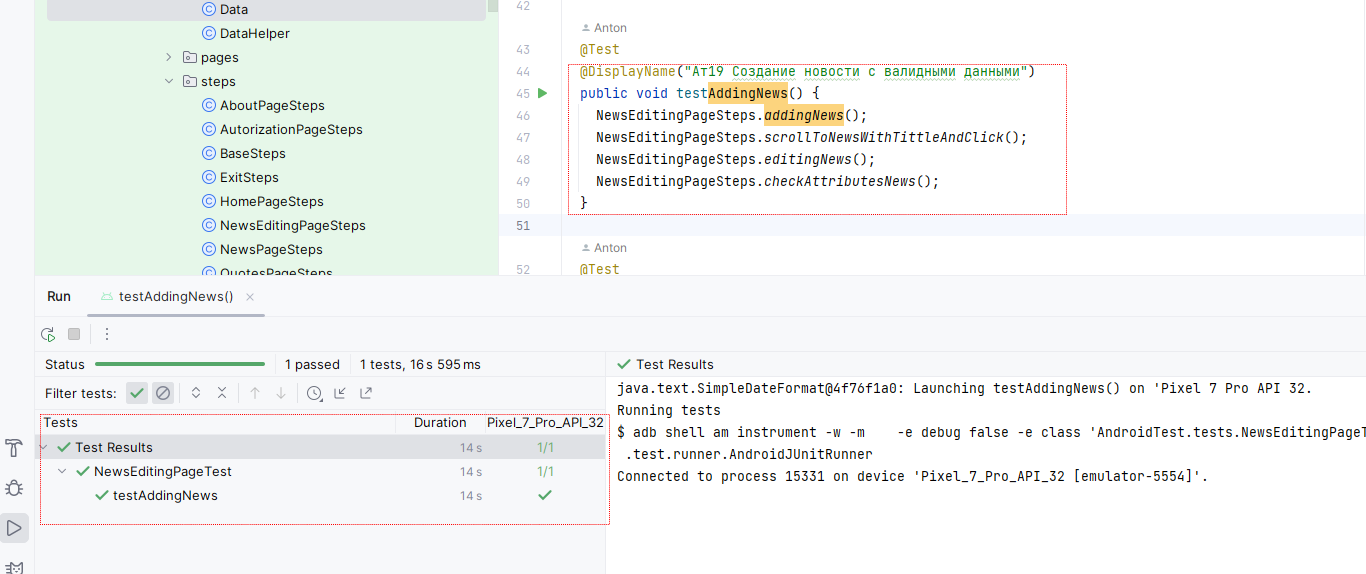 Data
DataHelper
pages
steps
AboutPageSteps
AutorizationPageSteps
BaseSteps
ExitSteps
HomePageSteps
NewsEditingPageSteps
NewsPageSteps
QuotesPageSteps
42
Anton
43 @Test
44 @DisplayName("Ат19 Создание новости с валидными данными")
45 public void testAddingNews() {
46 NewsEditingPageSteps.addingNews();
47 NewsEditingPageSteps.scrollToNewsWithTittleAndClick();
48 NewsEditingPageSteps.editingNews();
49 NewsEditingPageSteps.checkAttributesNews();
50 }
51
Anton
52 @Test
Run testAddingNews()
Status 1 passed 1 tests, 16 s 595 ms
Filter tests:
Tests Duration Pixel_7_Pro_API_32
Test Results 14 s 1/1
NewsEditingPageTest 14 s 1/1
testAddingNews 14 s
Test Results
java.text.SimpleDateFormat@4f76f1a0: Launching testAddingNews() on 'Pixel 7 Pro API 32.
Running tests
$ adb shell am instrument -w -m    -e debug false -e class 'AndroidTest.tests.NewsEditingPageT
.test.runner.AndroidJUnitRunner
Connected to process 15331 on device 'Pixel_7_Pro_API_32 [emulator-5554]'.